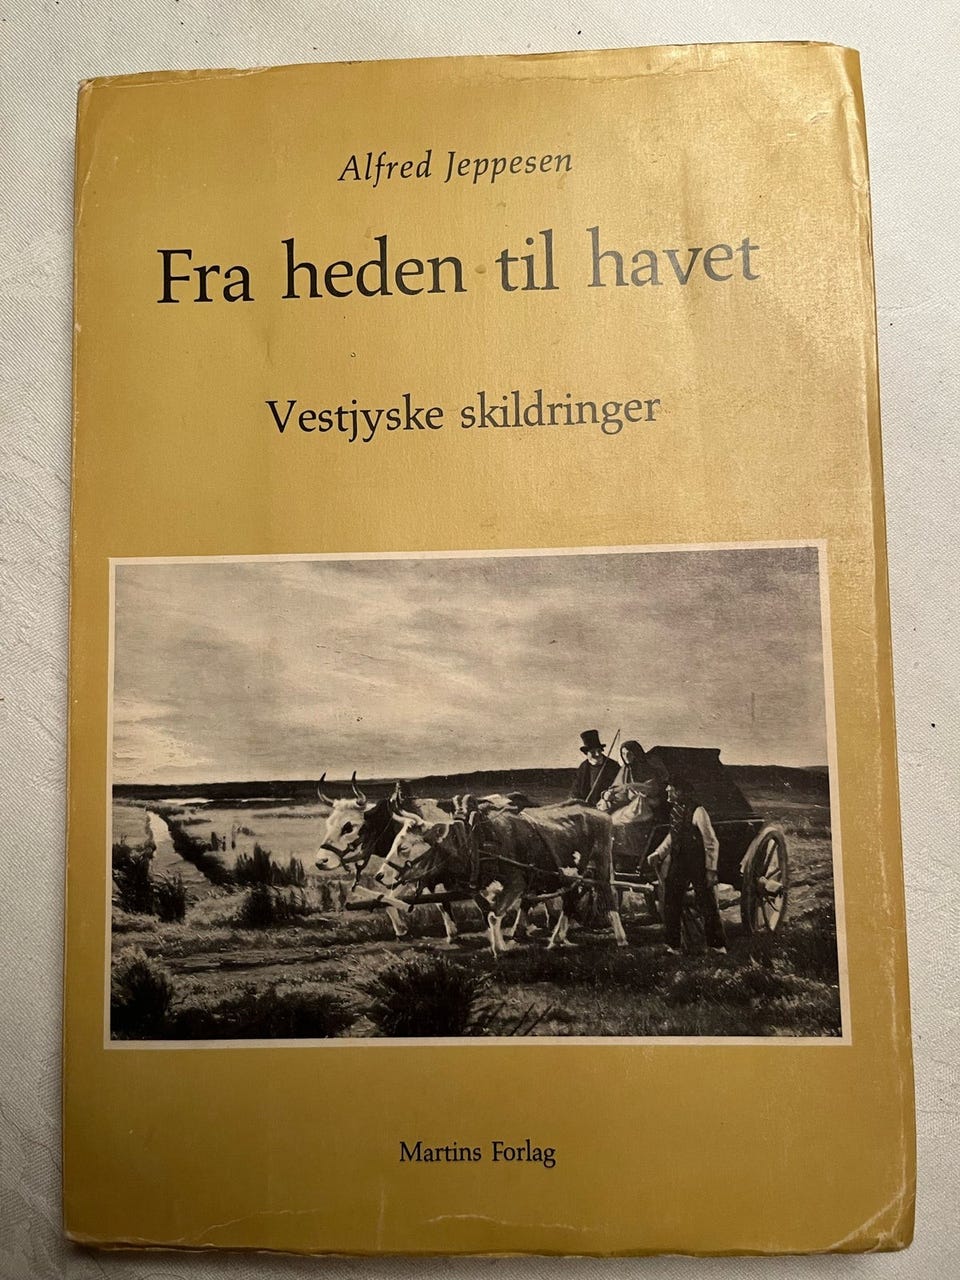 Alfred Jeppesen
Fra heden til havet
Vestjyske skildringer
Martins Forlag